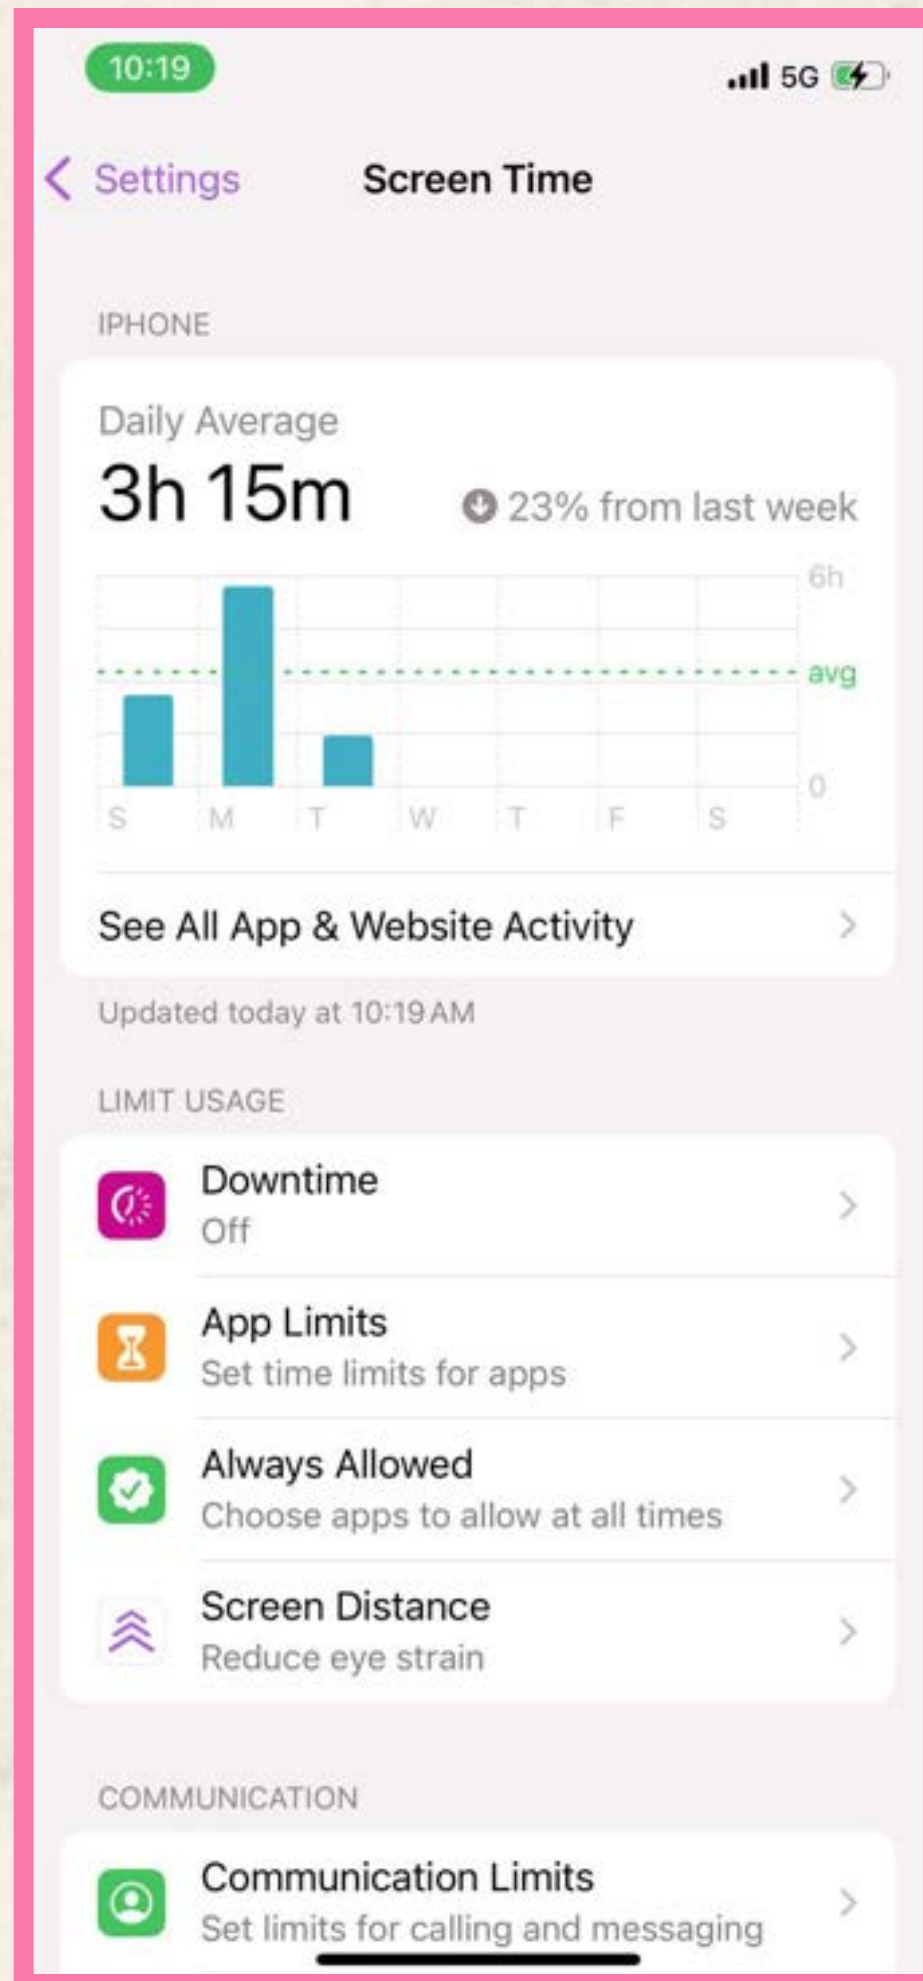 10:19
5G
Settings
Screen Time
IPHONE
Daily Average
3h 15m
23% from last week
6h
avg
0
S M T W T F S
See All App & Website Activity
Updated today at 10:19 AM
LIMIT USAGE
Downtime
Off
App Limits
Set time limits for apps
Always Allowed
Choose apps to allow at all times
Screen Distance
Reduce eye strain
COMMUNICATION
Communication Limits
Set limits for calling and messaging